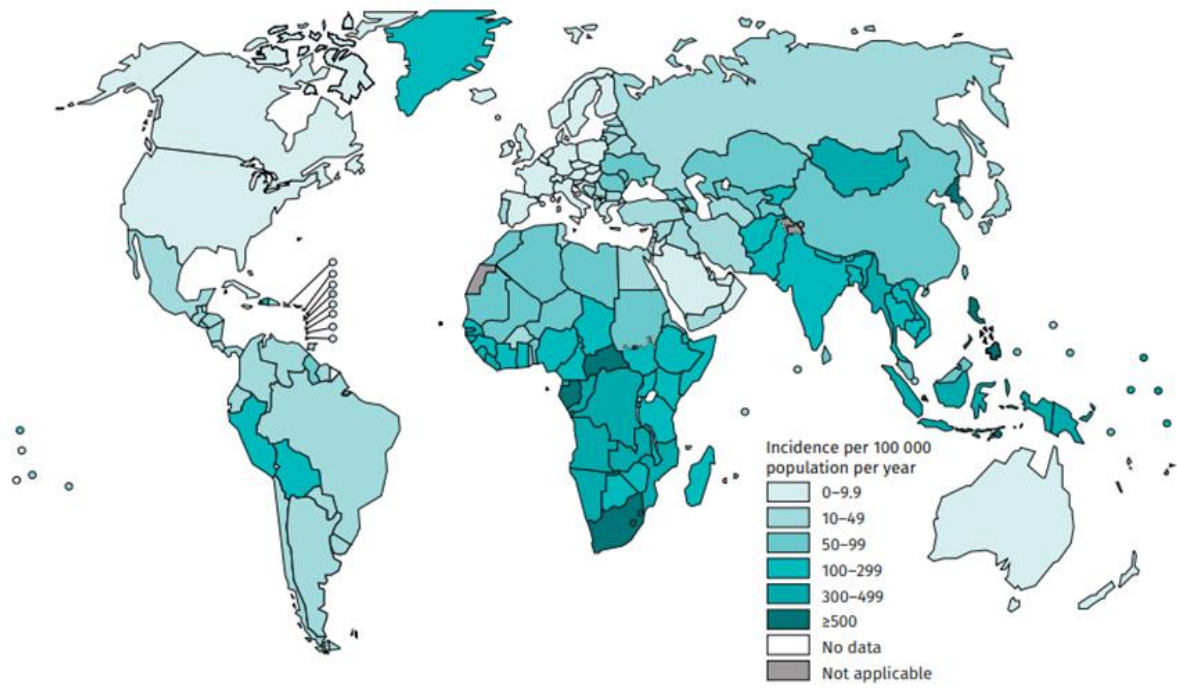 Incidence per 100 000
population per year
0–9.9
10–49
50–99
100–299
300–499
≥500
No data
Not applicable